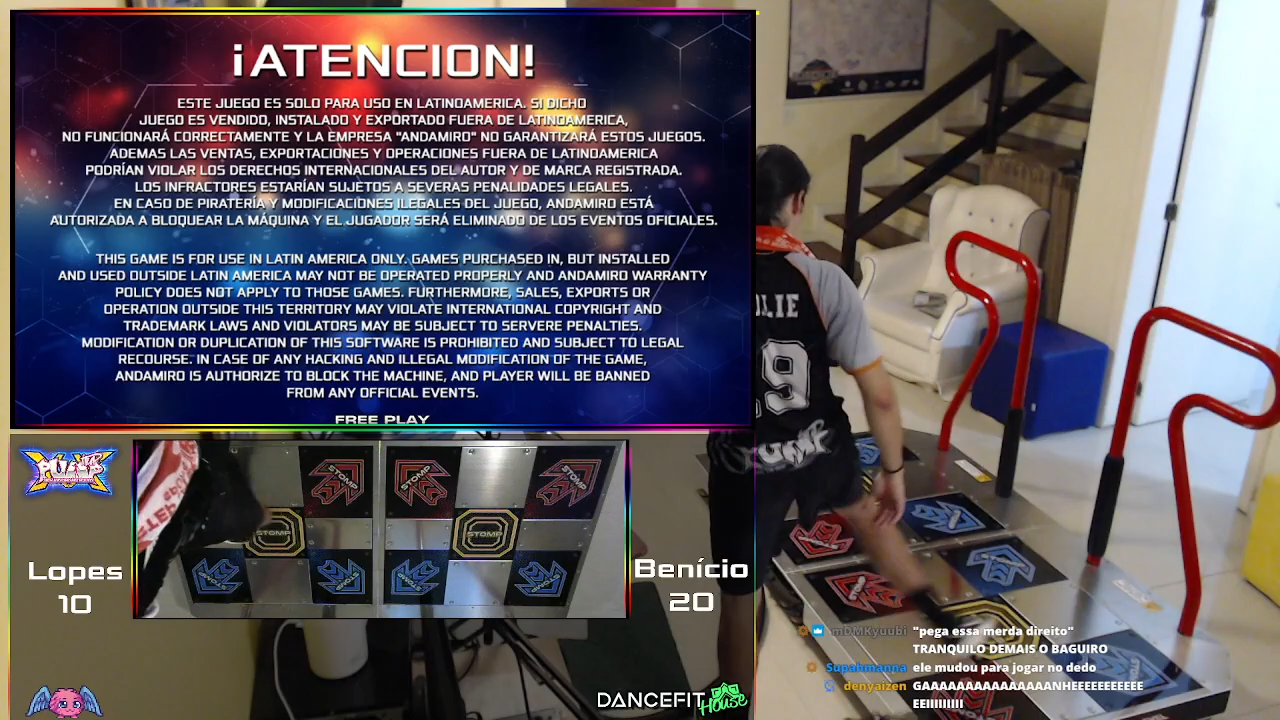 ¡ATENCION!
ESTE JUEGO ES SOLO PARA USO EN LATINOAMERICA. SI DICHO
JUEGO ES VENDIDO, INSTALADO Y EXPORTADO FUERA DE LATINOAMERICA,
NO FUNCIONARÁ CORRECTAMENTE Y LA EMPRESA "ANDAMIRO" NO GARANTIZARÁ ESTOS JUEGOS.
ADEMAS LAS VENTAS, EXPORTACIONES Y OPERACIONES FUERA DE LATINOAMERICA
PODRÍAN VIOLAR LOS DERECHOS INTERNACIONALES DEL AUTOR Y DE MARCA REGISTRADA.
LOS INFRACTORES ESTARÍAN SUJETOS A SEVERAS PENALIDADES LEGALES.
EN CASO DE PIRATERÍA Y MODIFICACIONES ILEGALES DEL JUEGO, ANDAMIRO ESTÁ
AUTORIZADA A BLOQUEAR LA MÁQUINA Y EL JUGADOR SERÁ ELIMINADO DE LOS EVENTOS OFICIALES.
THIS GAME IS FOR USE IN LATIN AMERICA ONLY. GAMES PURCHASED IN, BUT INSTALLED
AND USED OUTSIDE LATIN AMERICA MAY NOT BE OPERATED PROPERLY AND ANDAMIRO WARRANTY
POLICY DOES NOT APPLY TO THOSE GAMES. FURTHERMORE, SALES, EXPORTS OR
OPERATION OUTSIDE THIS TERRITORY MAY VIOLATE INTERNATIONAL COPYRIGHT AND
TRADEMARK LAWS AND VIOLATORS MAY BE SUBJECT TO SERVERE PENALTIES.
MODIFICATION OR DUPLICATION OF THIS SOFTWARE IS PROHIBITED AND SUBJECT TO LEGAL
RECOURSE. IN CASE OF ANY HACKING AND ILLEGAL MODIFICATION OF THE GAME,
ANDAMIRO IS AUTHORIZE TO BLOCK THE MACHINE, AND PLAYER WILL BE BANNED
FROM ANY OFFICIAL EVENTS.
FREE PLAY
STOMP
STOMP
STOMP
STOMP
STOMP
Lopes
10
Benício
20
DANCEFIT
House
19
STOMP
mDMKyuubi "pega essa merda direito"
TRANQUILO DEMAIS O BAGUIRO
Supahmanna ele mudou para jogar no dedo
denyaizen GAAAAAAAAAAAAAAANHEEEEEEEEEEE
EEIIIIIIIII